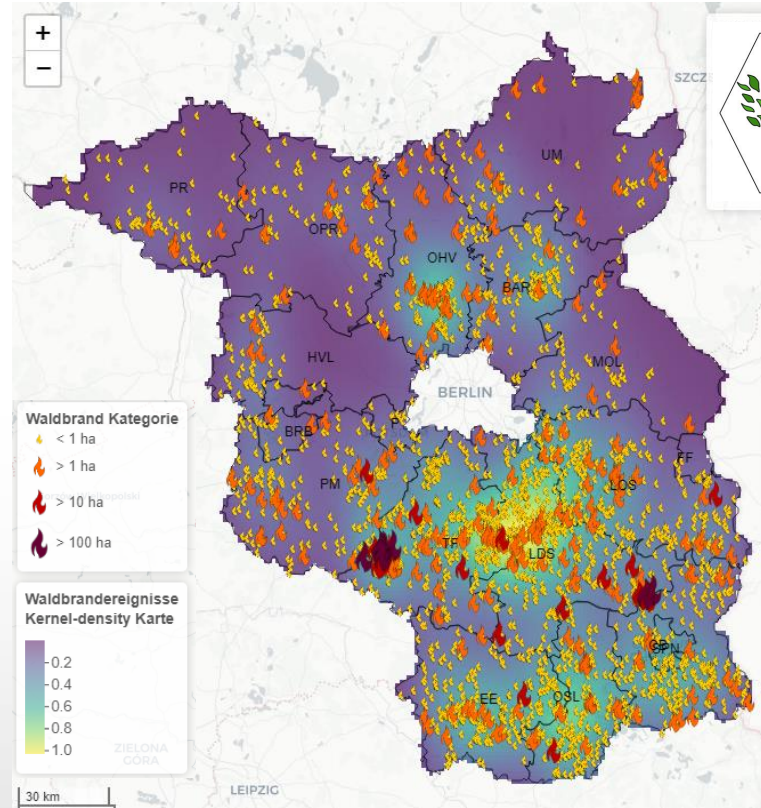 +
−
SZCZ
UM
PR
OPR
OHV
BAR
HVL
MOL
BERLIN
Waldbrand Kategorie
< 1 ha
> 1 ha
> 10 ha
> 100 ha
BRB
P
PM
FF
LOS
TF
LDS
Waldbrandereignisse
Kernel-density Karte
0.2
0.4
0.6
0.8
1.0
SPN
EE
OSL
ZIELONA
GÓRA
LEIPZIG
30 km